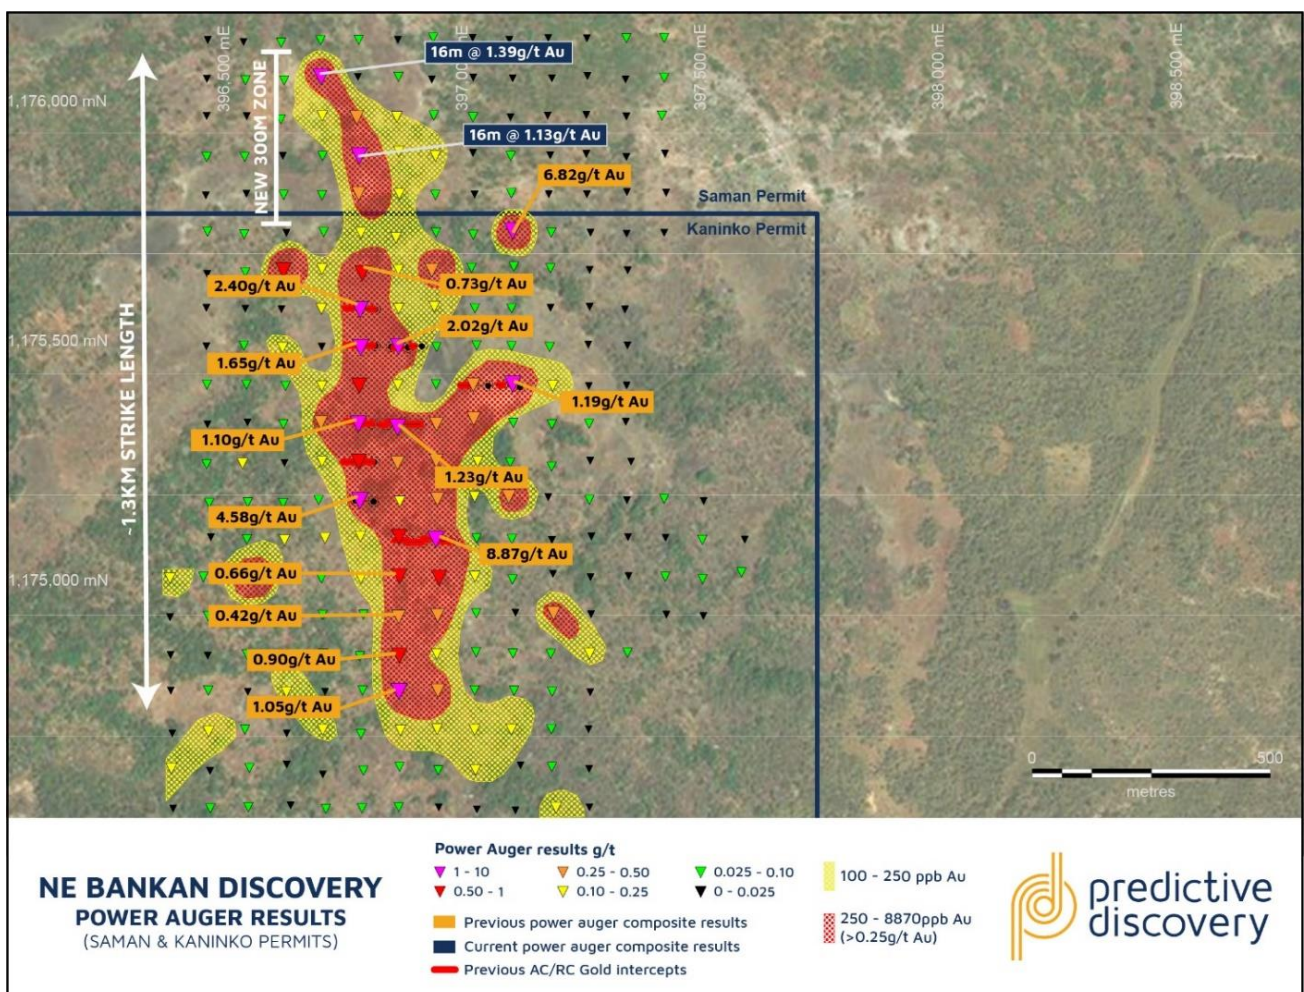 396,500 mE
397,000 mE
397,500 mE
398,000 mE
398,500 mE
16m @ 1.39g/t Au
1,176,000 mN
NEW 300M ZONE
16m @ 1.13g/t Au
6.82g/t Au
Saman Permit
Kaninko Permit
2.40g/t Au
0.73g/t Au
2.02g/t Au
1,175,500 mN
1.65g/t Au
~1.3KM STRIKE LENGTH
1.19g/t Au
1.10g/t Au
1.23g/t Au
4.58g/t Au
8.87g/t Au
1,175,000 mN
0.66g/t Au
0.42g/t Au
0.90g/t Au
1.05g/t Au
0 500
metres
NE BANKAN DISCOVERY
POWER AUGER RESULTS
(SAMAN & KANINKO PERMITS)
Power Auger results g/t
1 - 10
0.25 - 0.50
0.025 - 0.10
0.50 - 1
0.10 - 0.25
0 - 0.025
Previous power auger composite results
Current power auger composite results
Previous AC/RC Gold intercepts
100 - 250 ppb Au
250 - 8870ppb Au
(>0.25g/t Au)
predictive
discovery